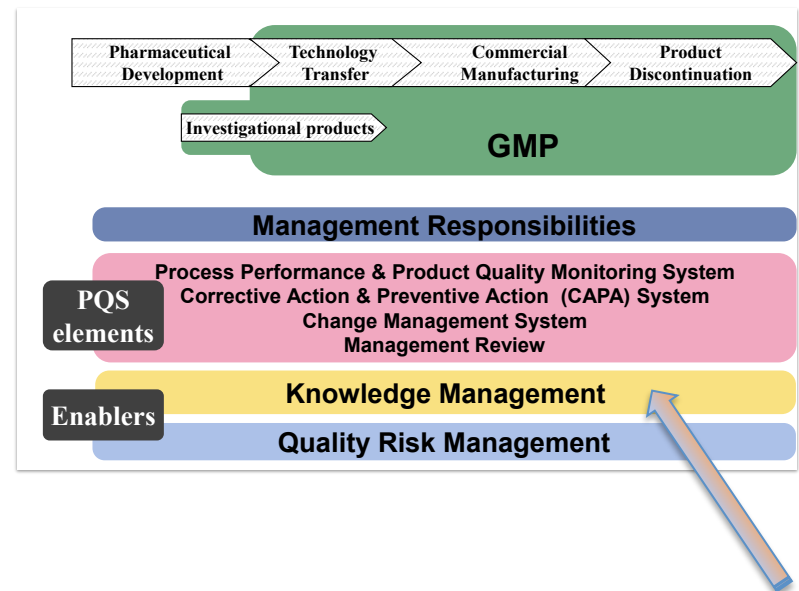 Pharmaceutical
Development
Technology
Transfer
Commercial
Manufacturing
Product
Discontinuation
Investigational products
GMP
Management Responsibilities
PQS
elements
Process Performance & Product Quality Monitoring System
Corrective Action & Preventive Action (CAPA) System
Change Management System
Management Review
Enablers
Knowledge Management
Quality Risk Management